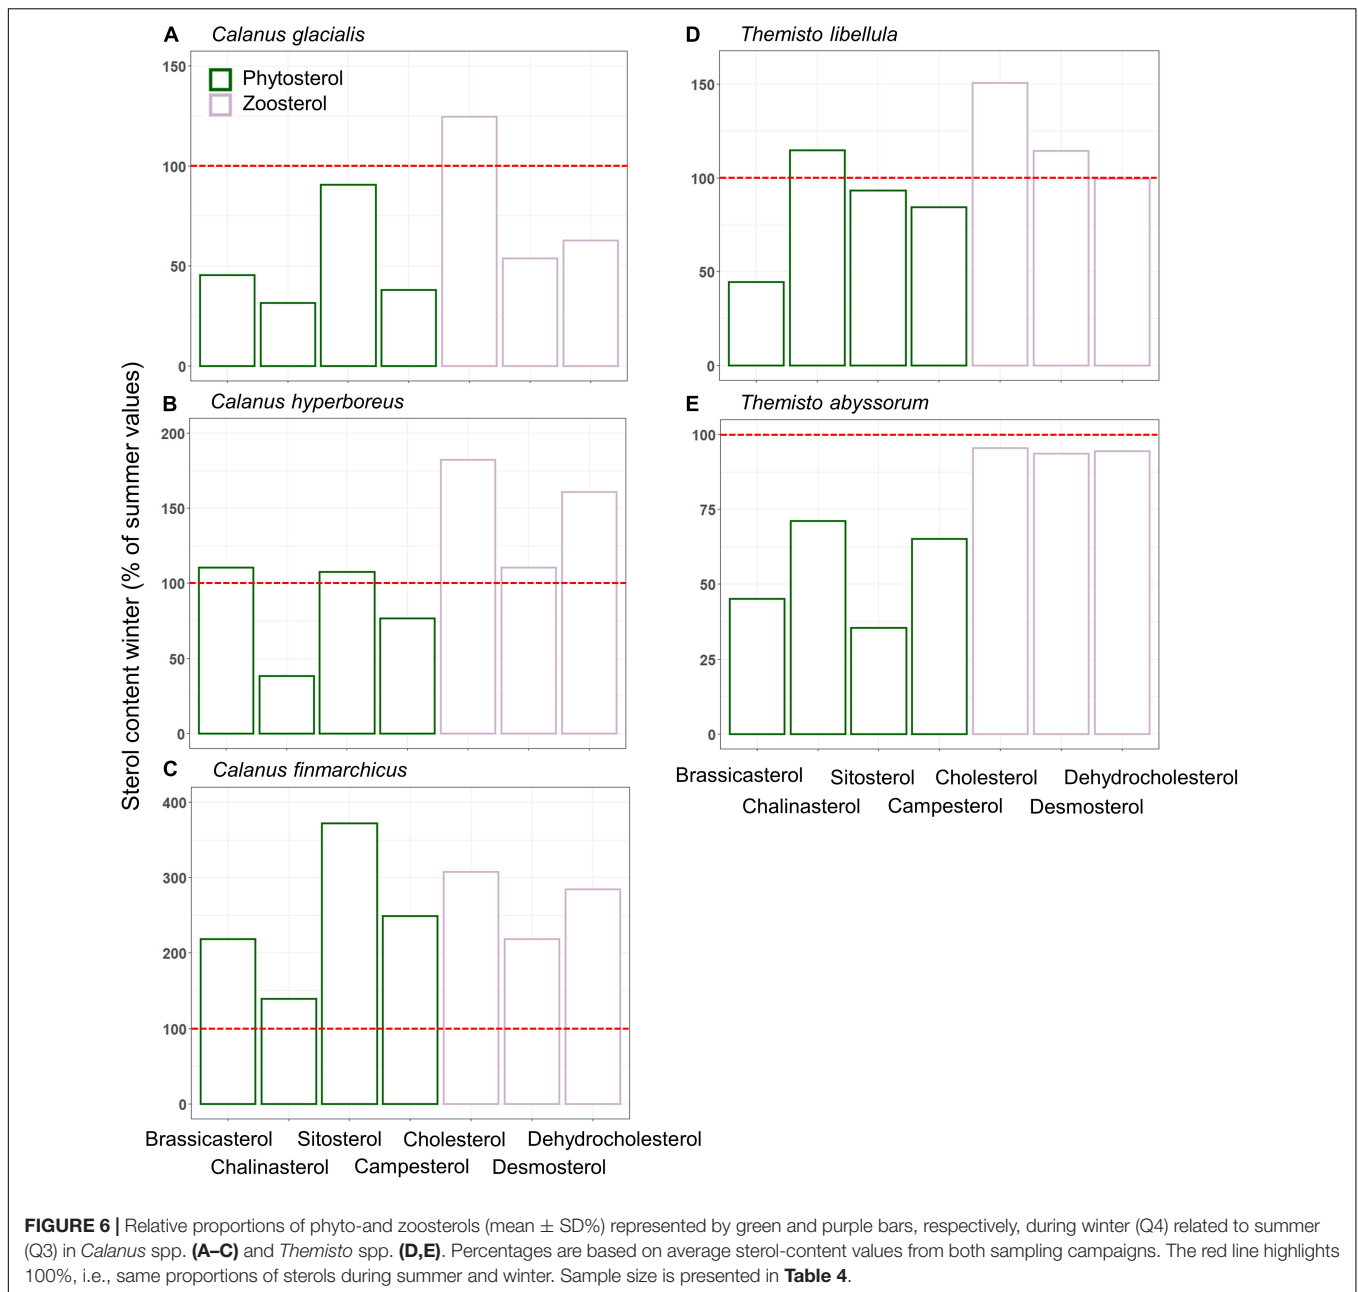 A Calanus glacialis
150
100
50
0
Phytosterol
Zoosterol
B Calanus hyperboreus
200
150
100
50
0
C Calanus finmarchicus
400
300
200
100
0
Brassicasterol Sitosterol Cholesterol Dehydrocholesterol
Chalinasterol Campesterol Desmosterol
Sterol content winter (% of summer values)
D Themisto libellula
150
100
50
0
E Themisto abyssorum
100
75
50
25
0
Brassicasterol Sitosterol Cholesterol Dehydrocholesterol
Chalinasterol Campesterol Desmosterol
FIGURE 6 | Relative proportions of phyto-and zoosterols (mean ± SD%) represented by green and purple bars, respectively, during winter (Q4) related to summer
(Q3) in Calanus spp. (A–C) and Themisto spp. (D,E). Percentages are based on average sterol-content values from both sampling campaigns. The red line highlights
100%, i.e., same proportions of sterols during summer and winter. Sample size is presented in Table 4.